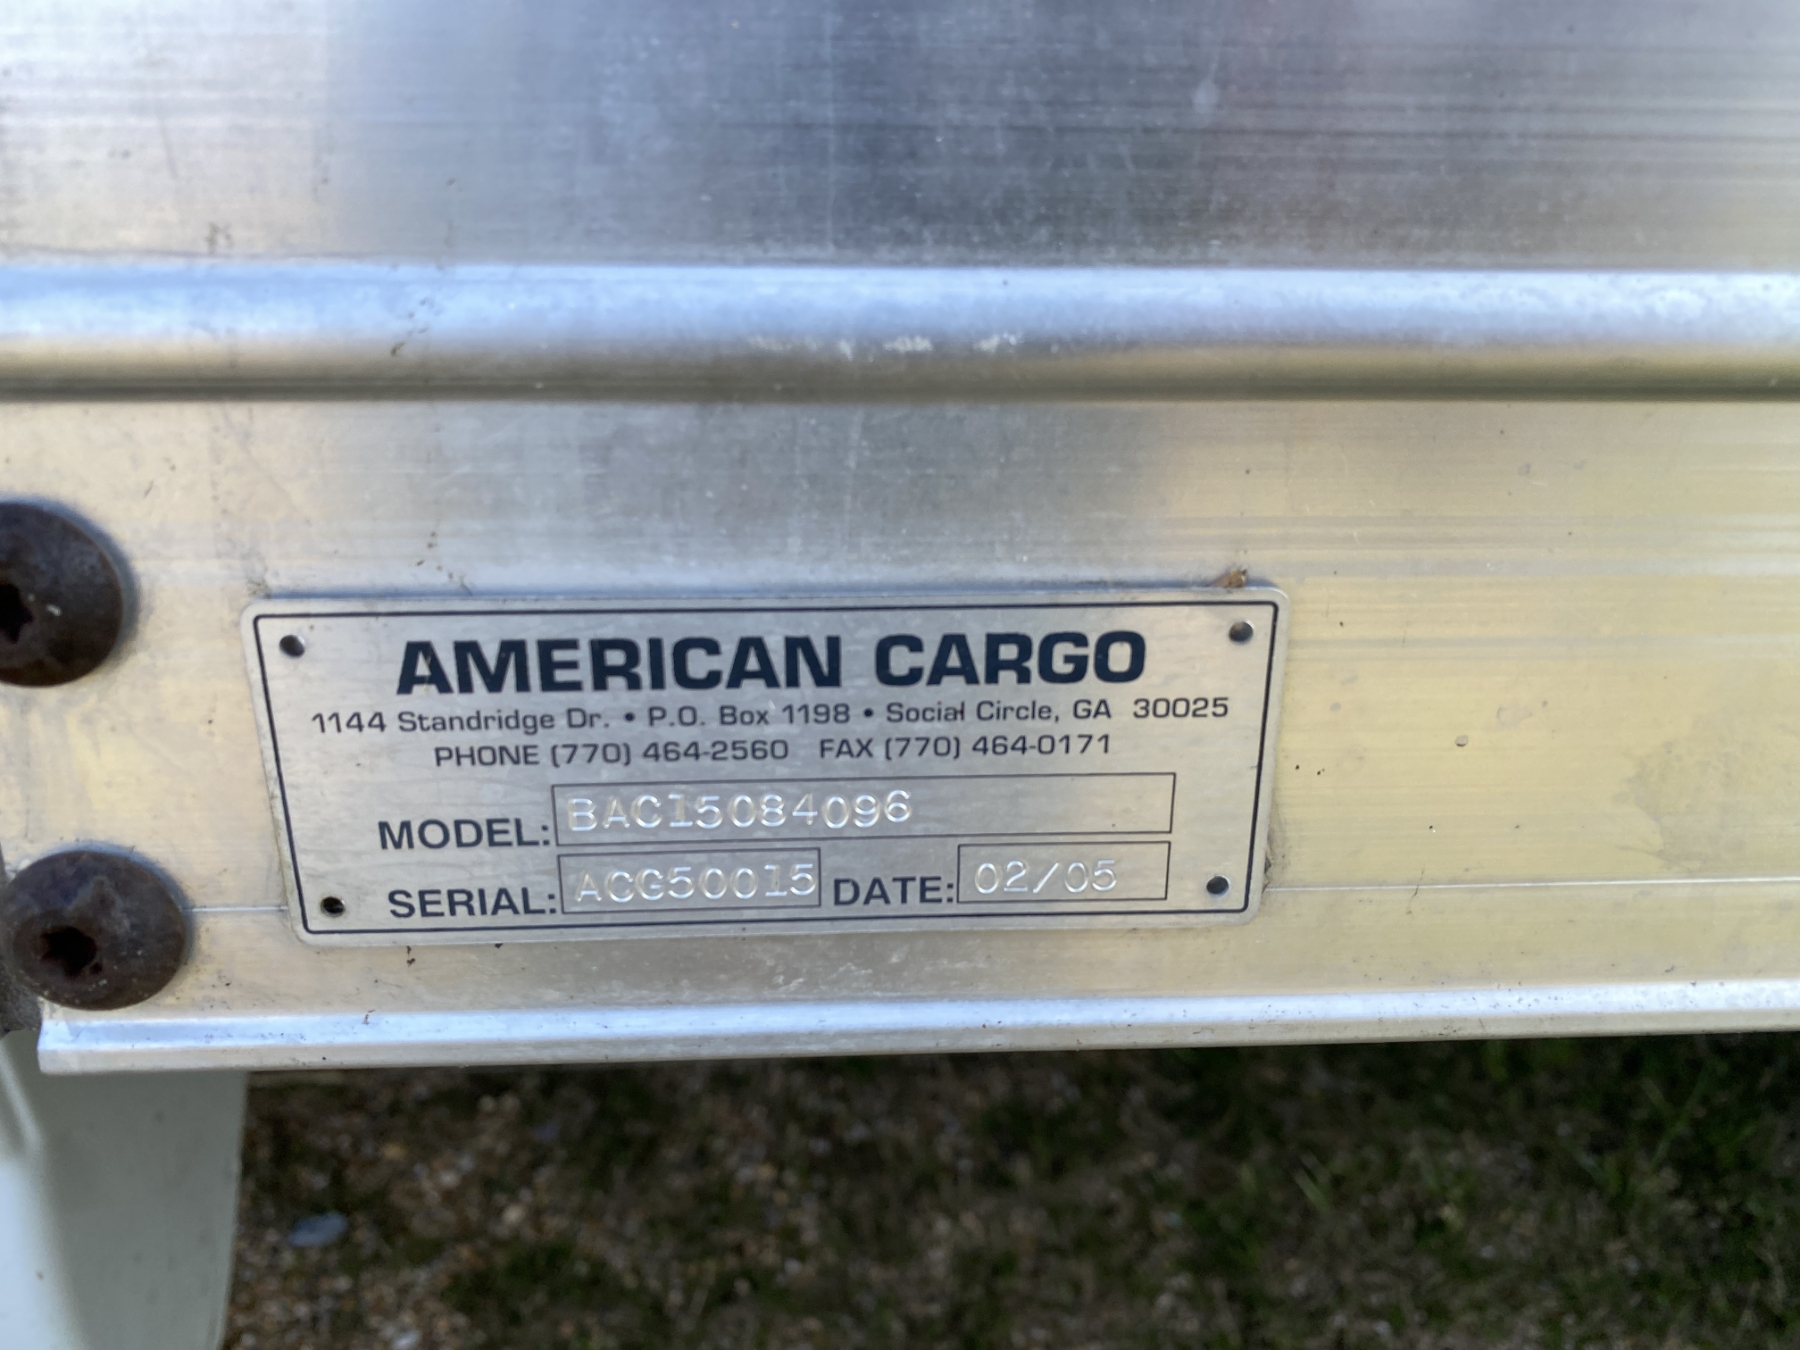 AMERICAN CARGO
1144 Standridge Dr. • P.O. Box 1198 • Social Circle, GA 30025
PHONE (770) 464-2560 FAX (770) 464-0171
MODEL: BAC15084096
SERIAL: ACG50015 DATE: 02/05